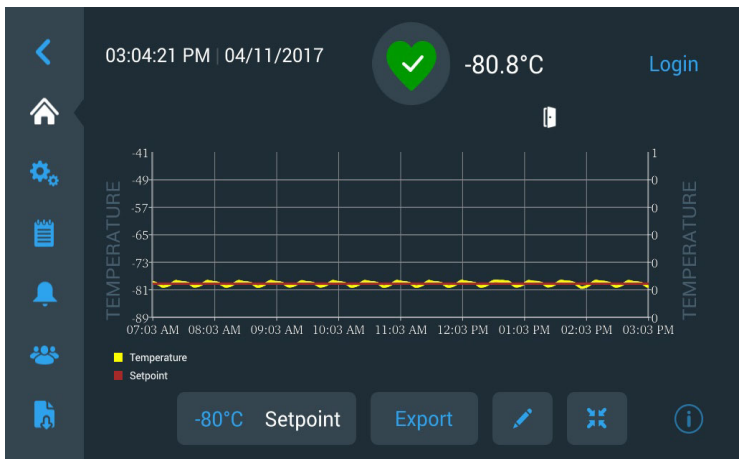 03:04:21 PM | 04/11/2017
-80.8°C
Login
TEMPERATURE
-41
-49
-57
-65
-73
-81
-89
1
0
0
0
0
0
0
TEMPERATURE
07:03 AM 08:03 AM 09:03 AM 10:03 AM 11:03 AM 12:03 PM 01:03 PM 02:03 PM 03:03 PM
Temperature
Setpoint
-80°C Setpoint
Export
i